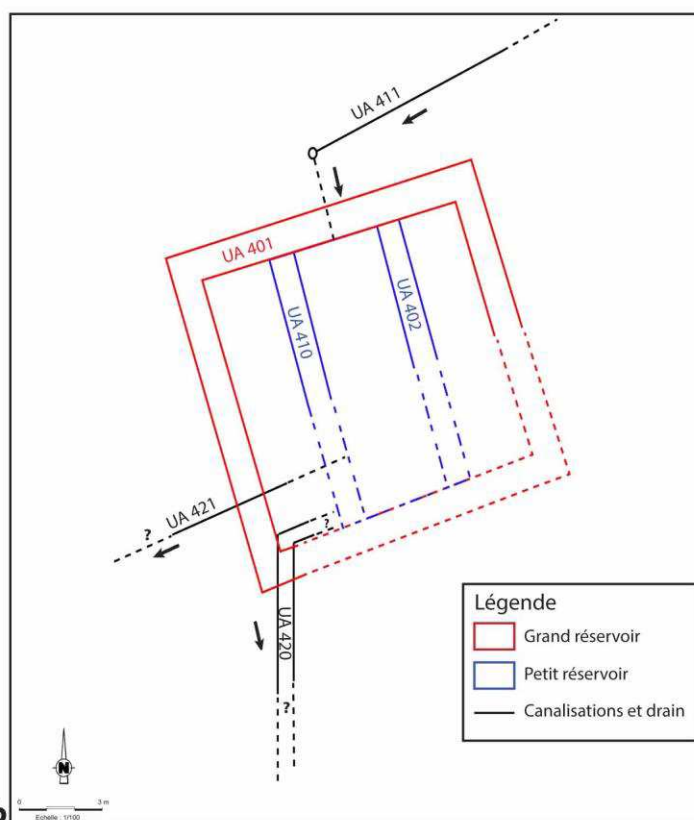 UA 411
UA 401
UA 410
UA 402
UA 421
?
?
UA 420
?
Légende
Grand réservoir
Petit réservoir
Canalisations et drain
N
0 3 m
Echelle : 1/100